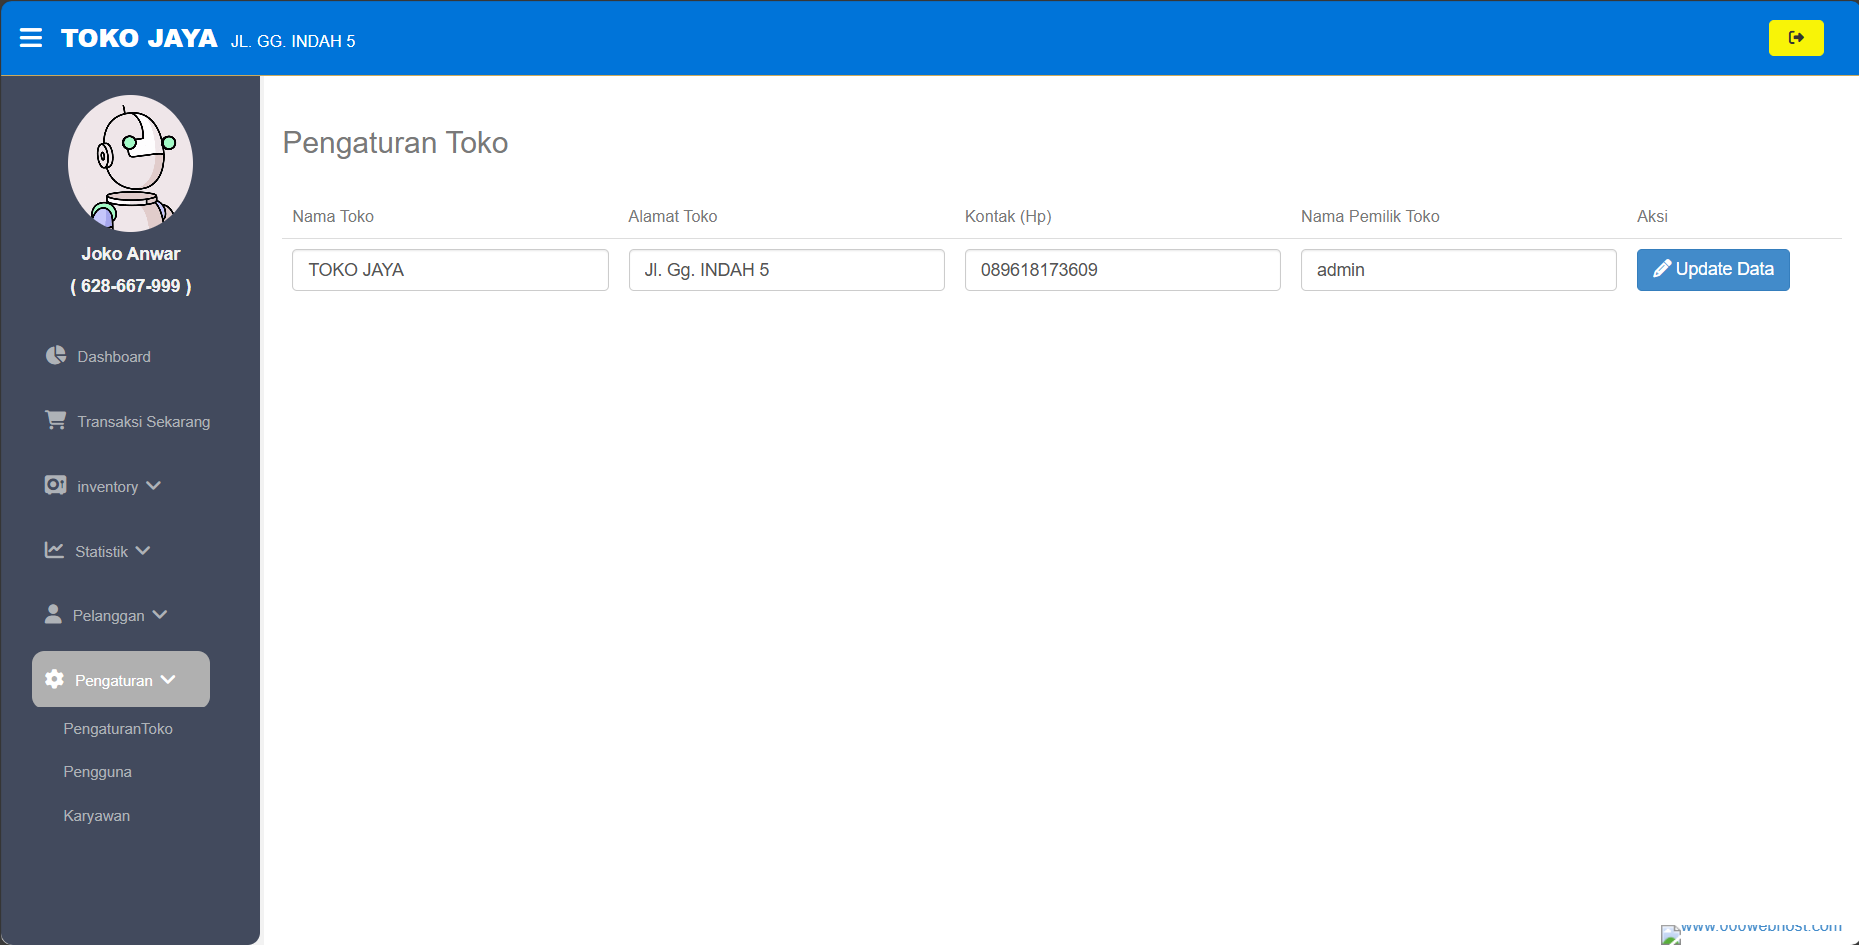 TOKO JAYA JL. GG. INDAH 5
Joko Anwar
( 628-667-999 )
Dashboard
Transaksi Sekarang
inventory
Statistik
Pelanggan
Pengaturan
PengaturanToko
Pengguna
Karyawan
Pengaturan Toko
Nama Toko Alamat Toko Kontak (Hp) Nama Pemilik Toko Aksi
TOKO JAYA Jl. Gg. INDAH 5 089618173609 admin Update Data
www.000webhost.com